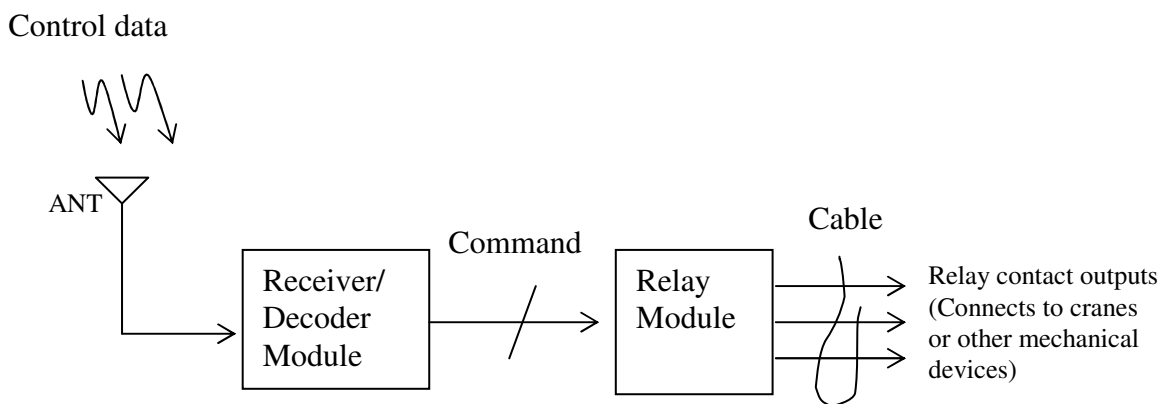 Control data
ANT
Receiver/
Decoder
Module
Command
Relay
Module
Cable
Relay contact outputs
(Connects to cranes
or other mechanical
devices)